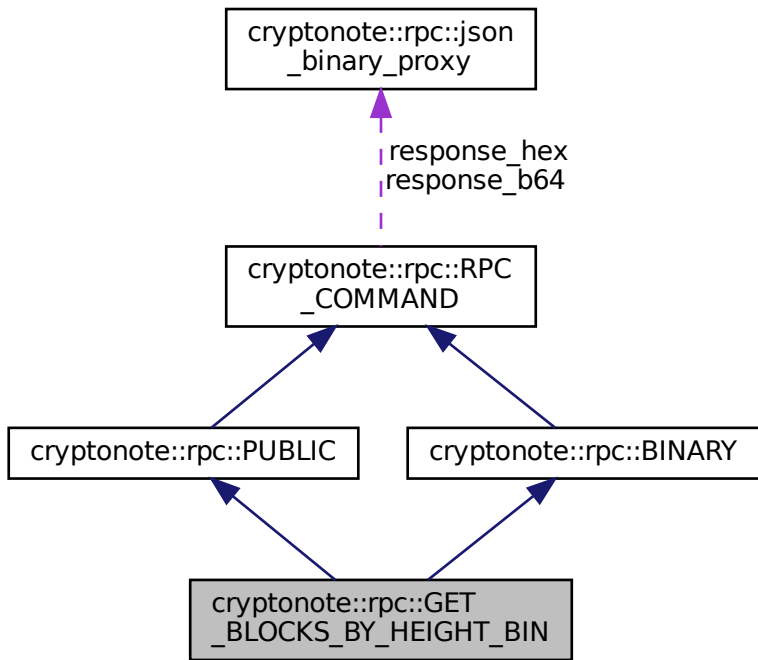 cryptonote::rpc::json
_binary_proxy
response_hex
response_b64
cryptonote::rpc::RPC
_COMMAND
cryptonote::rpc::PUBLIC
cryptonote::rpc::BINARY
cryptonote::rpc::GET
_BLOCKS_BY_HEIGHT_BIN